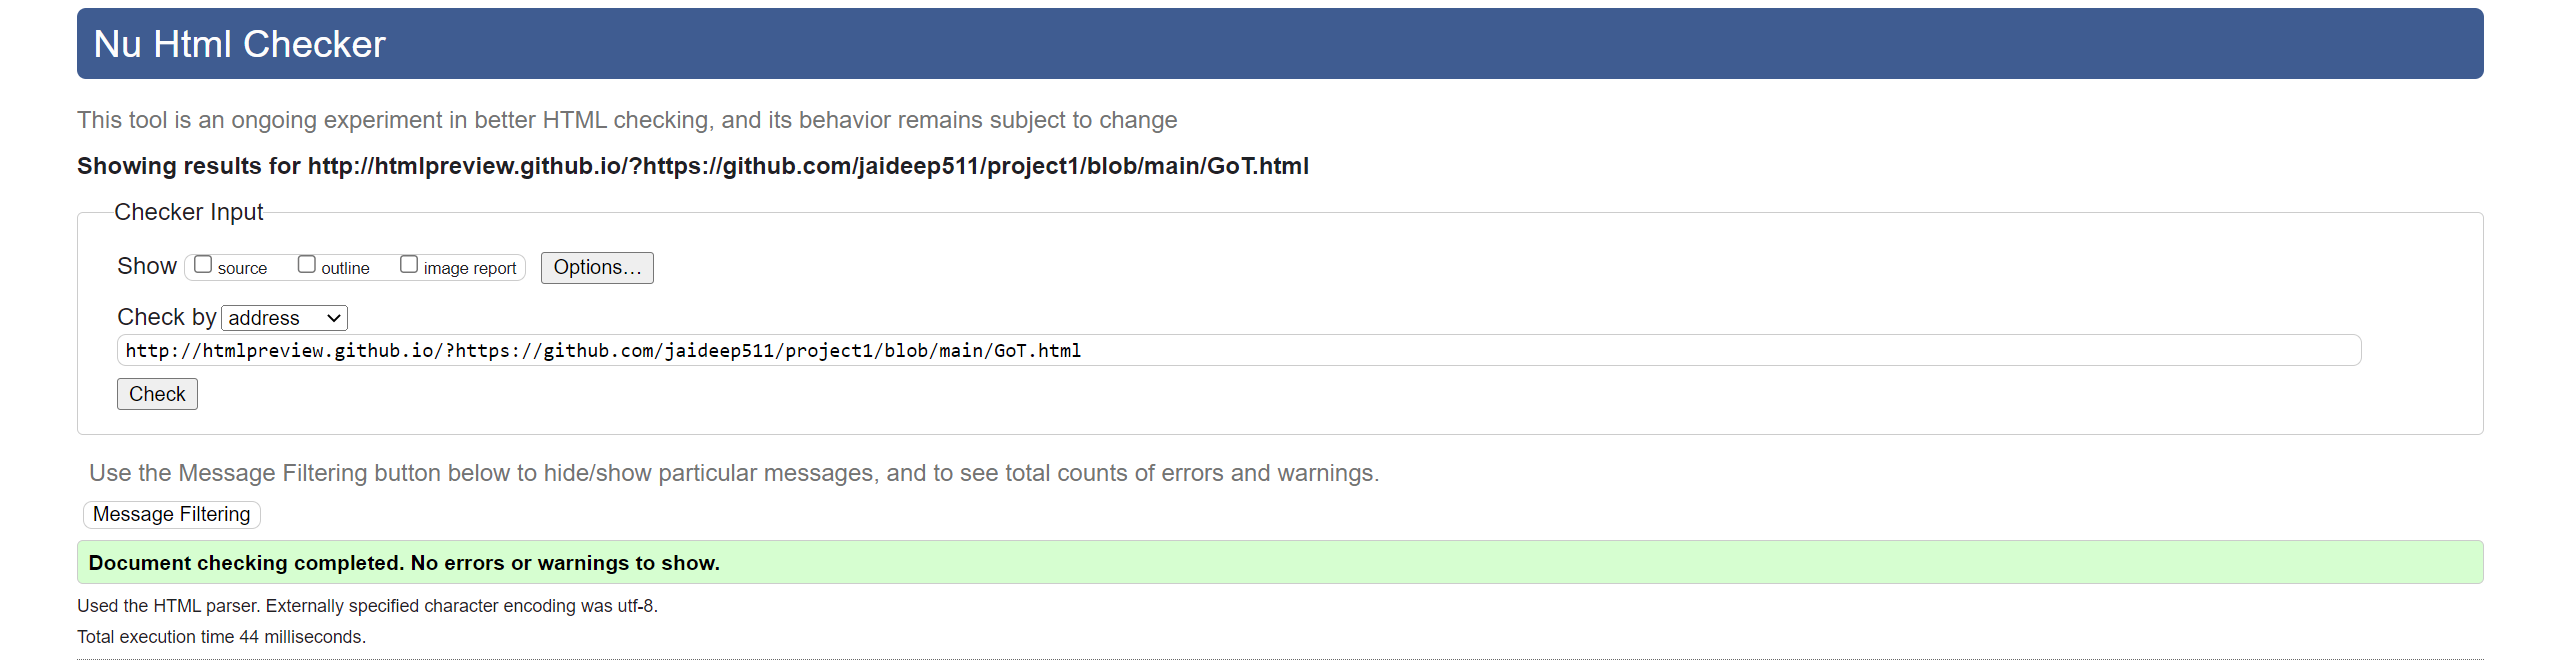 Nu Html Checker
This tool is an ongoing experiment in better HTML checking, and its behavior remains subject to change
Showing results for http://htmlpreview.github.io/?https://github.com/jaideep511/project1/blob/main/GoT.html
Checker Input
Show source outline image report Options...
Check by address
http://htmlpreview.github.io/?https://github.com/jaideep511/project1/blob/main/GoT.html
Check
Use the Message Filtering button below to hide/show particular messages, and to see total counts of errors and warnings.
Message Filtering
Document checking completed. No errors or warnings to show.
Used the HTML parser. Externally specified character encoding was utf-8.
Total execution time 44 milliseconds.